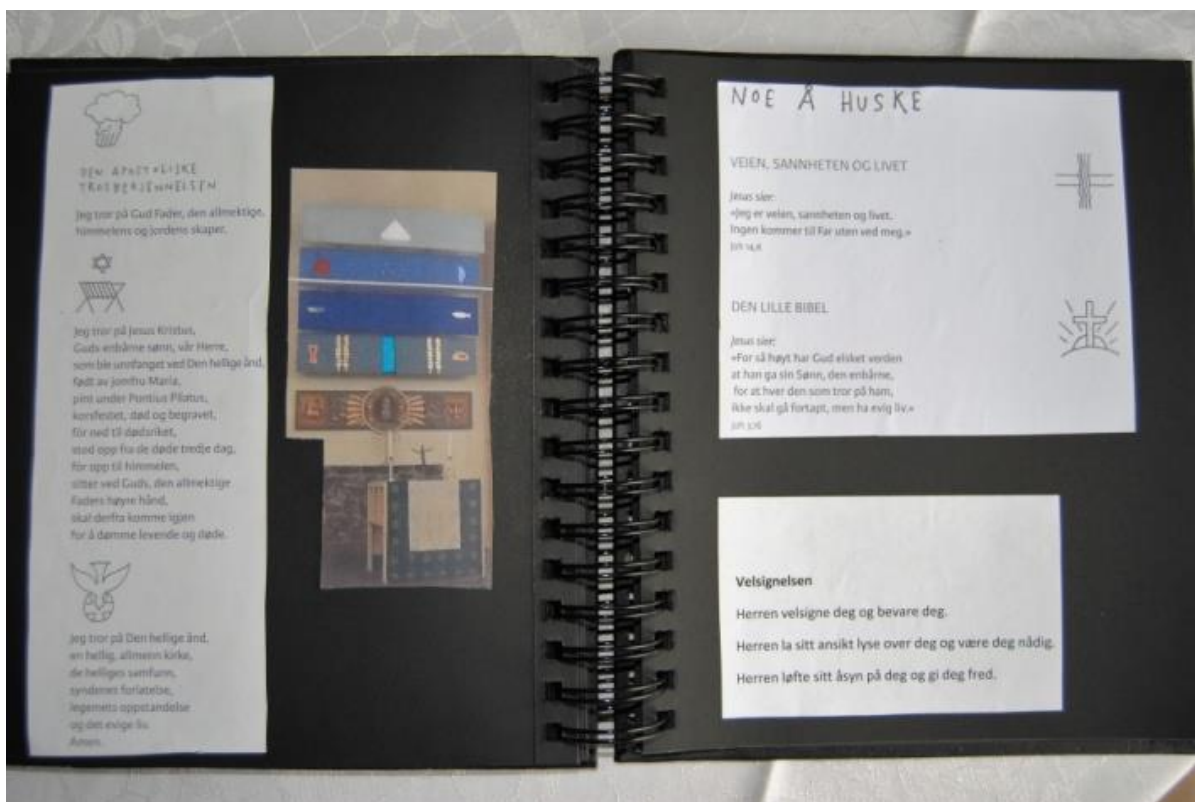 DEN APOSTOLISKE
TROSBEKJENNELSEN
Jeg tror på Gud Fader, den allmektige,
himmelens og jordens skaper.
Jeg tror på Jesus Kristus,
Guds enbårne sønn, vår Herre,
som ble unnfanget ved Den hellige ånd,
født av jomfru Maria,
pint under Pontius Pilatus,
korsfestet, død og begravet,
fór ned til dødsriket,
stod opp fra de døde tredje dag,
fór opp til himmelen,
sitter ved Guds, den allmektige
Faders høyre hånd,
skal derfra komme igjen
for å dømme levende og døde.
Jeg tror på Den hellige ånd,
en hellig, allmenn kirke,
de helliges samfunn,
syndenes forlatelse,
legemets oppstandelse
og det evige liv.
Amen.
NOE Å HUSKE
VEIEN, SANNHETEN OG LIVET
Jesus sier:
«Jeg er veien, sannheten og livet.
Ingen kommer til Far uten ved meg.»
Joh 14,6
DEN LILLE BIBEL
Jesus sier:
«For så høyt har Gud elsket verden
at han ga sin Sønn, den enbårne,
for at hver den som tror på ham,
ikke skal gå fortapt, men ha evig liv.»
Joh 3,16
Velsignelsen
Herren velsigne deg og bevare deg.
Herren la sitt ansikt lyse over deg og være deg nådig.
Herren løfte sitt åsyn på deg og gi deg fred.